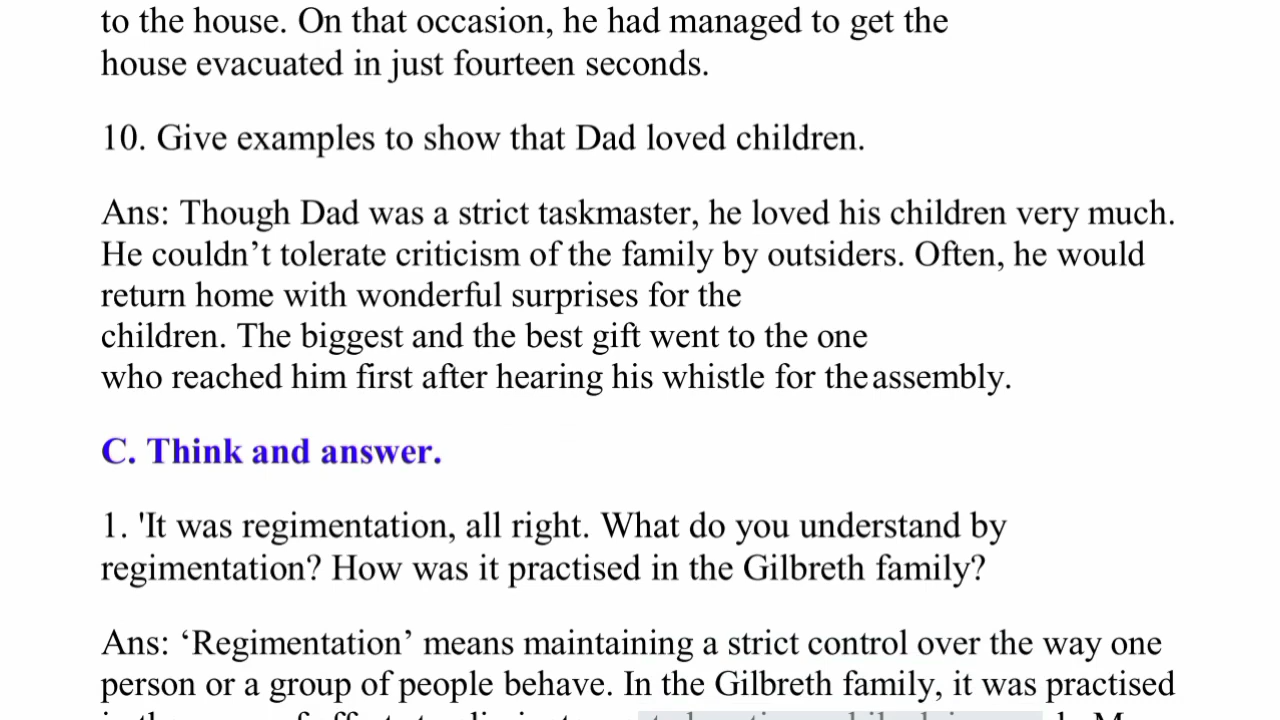 to the house. On that occasion, he had managed to get the
house evacuated in just fourteen seconds.
10. Give examples to show that Dad loved children.
Ans: Though Dad was a strict taskmaster, he loved his children very much.
He couldn’t tolerate criticism of the family by outsiders. Often, he would
return home with wonderful surprises for the
children. The biggest and the best gift went to the one
who reached him first after hearing his whistle for the assembly.
C. Think and answer.
1. 'It was regimentation, all right. What do you understand by
regimentation? How was it practised in the Gilbreth family?
Ans: ‘Regimentation’ means maintaining a strict control over the way one
person or a group of people behave. In the Gilbreth family, it was practised